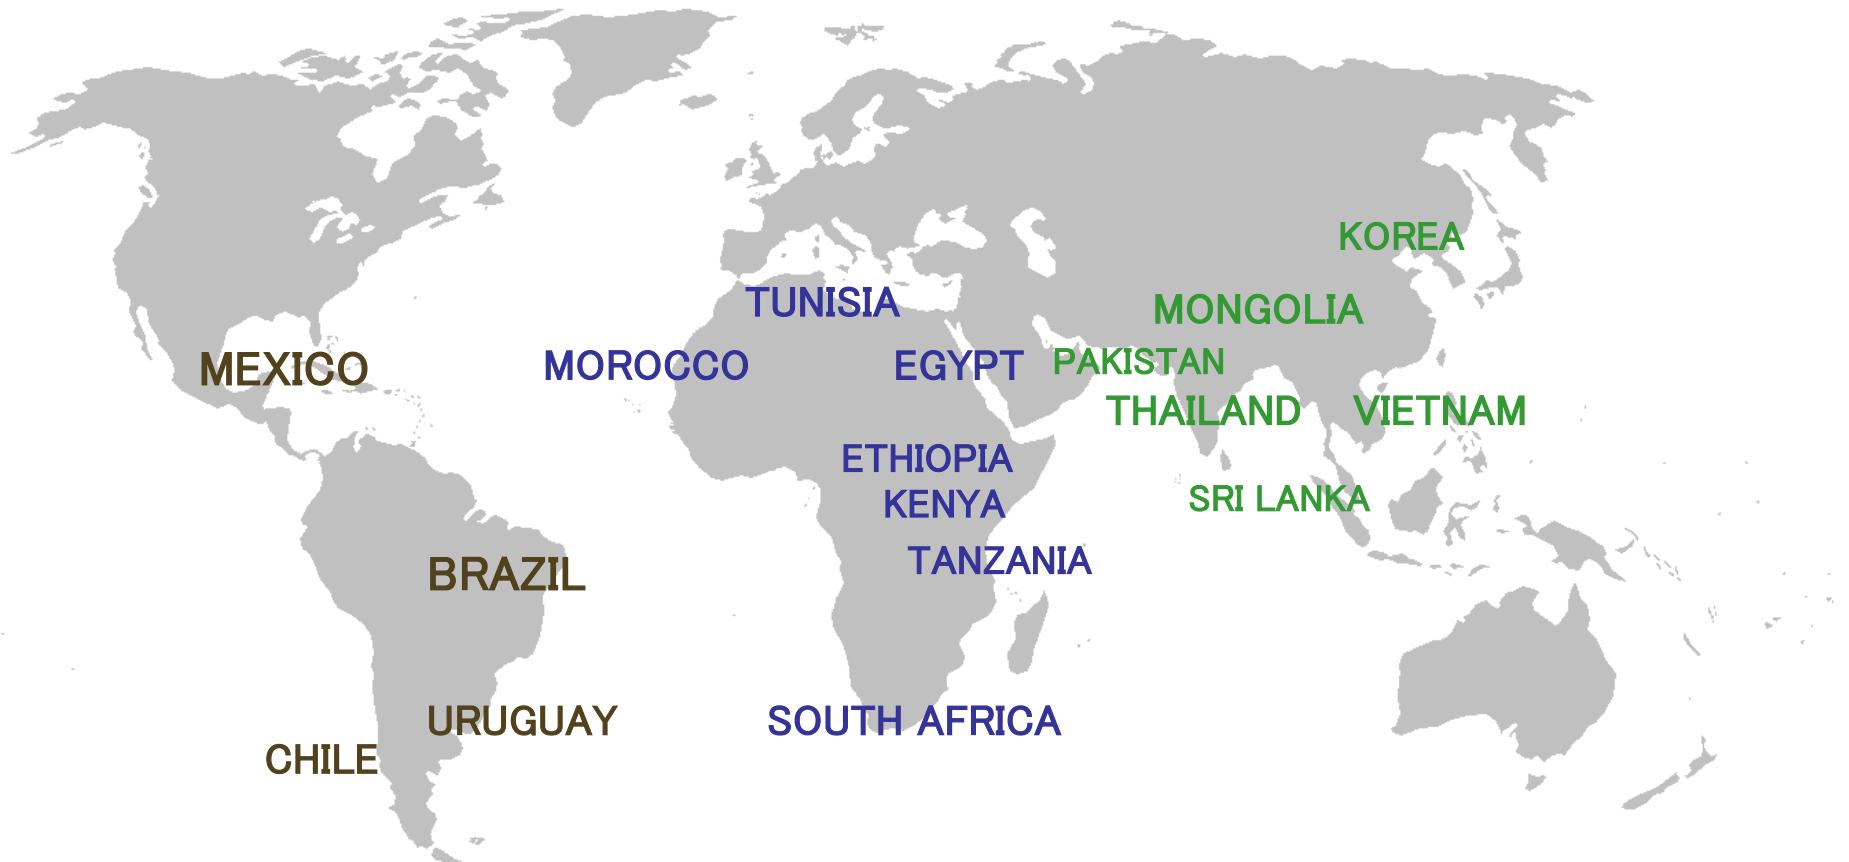 KOREA
TUNISIA
MONGOLIA
MEXICO
MOROCCO
EGYPT
PAKISTAN
THAILAND
VIETNAM
ETHIOPIA
KENYA
SRI LANKA
TANZANIA
BRAZIL
URUGUAY
SOUTH AFRICA
CHILE